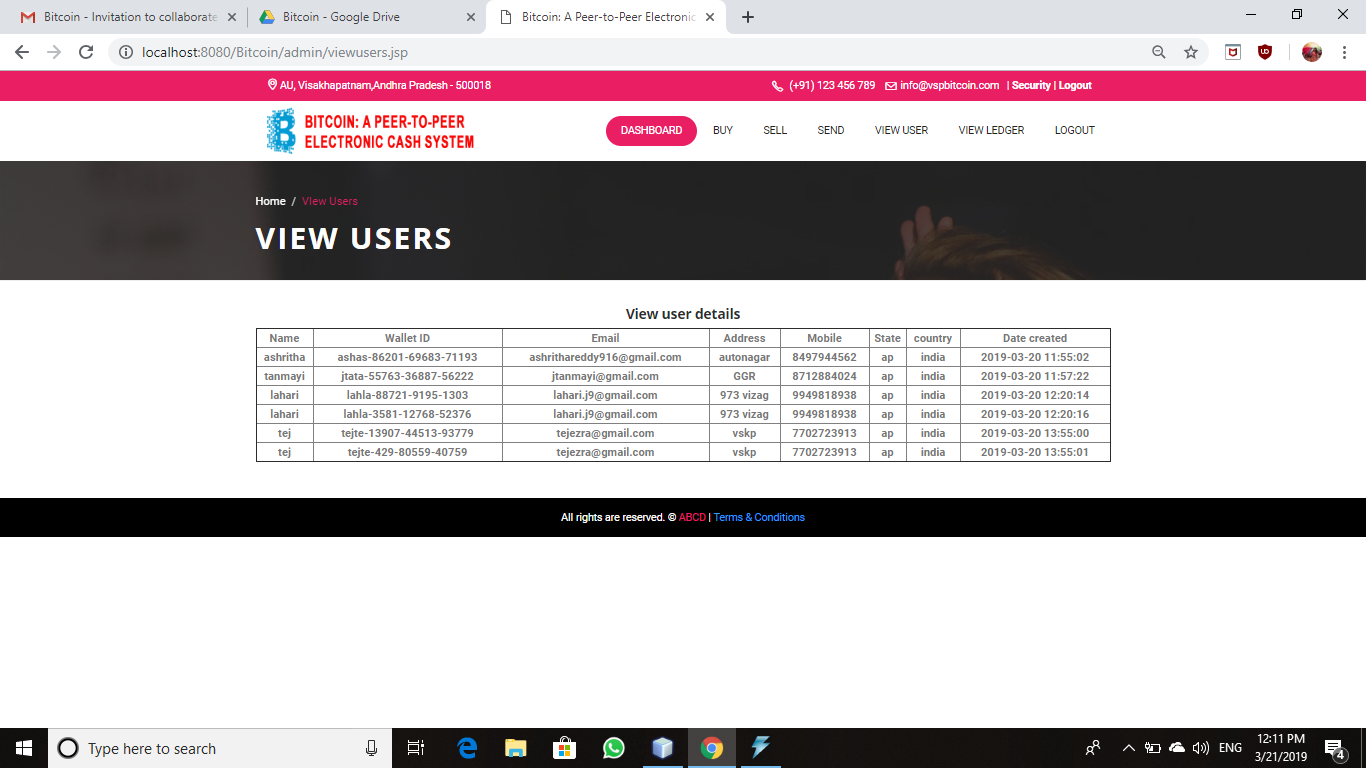 Bitcoin - Invitation to collaborate
Bitcoin - Google Drive
Bitcoin: A Peer-to-Peer Electronic
localhost:8080/Bitcoin/admin/viewusers.jsp
AU, Visakhapatnam,Andhra Pradesh - 500018
(+91) 123 456 789 info@vspbitcoin.com | Security | Logout
BITCOIN: A PEER-TO-PEER
ELECTRONIC CASH SYSTEM
DASHBOARD BUY SELL SEND VIEW USER VIEW LEDGER LOGOUT
Home / View Users
VIEW USERS
View user details
Name Wallet ID Email Address Mobile State country Date created
ashritha ashas-86201-69683-71193 ashrithareddy916@gmail.com autonagar 8497944562 ap india 2019-03-20 11:55:02
tanmayi jtata-55763-36887-56222 jtanmayi@gmail.com GGR 8712884024 ap india 2019-03-20 11:57:22
lahari lahla-88721-9195-1303 lahari.j9@gmail.com 973 vizag 9949818938 ap india 2019-03-20 12:20:14
lahari lahla-3581-12768-52376 lahari.j9@gmail.com 973 vizag 9949818938 ap india 2019-03-20 12:20:16
tej tejte-13907-44513-93779 tejezra@gmail.com vskp 7702723913 ap india 2019-03-20 13:55:00
tej tejte-429-80559-40759 tejezra@gmail.com vskp 7702723913 ap india 2019-03-20 13:55:01
All rights are reserved. © ABCD | Terms & Conditions
Type here to search
ENG
12:11 PM
3/21/2019
4